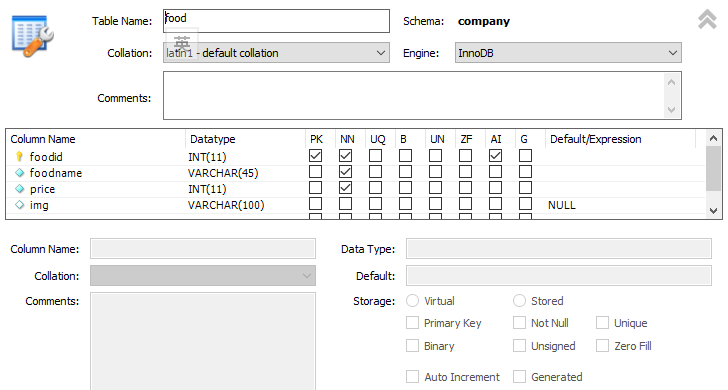 Table Name: food Schema: company
Collation: latin1 - default collation Engine: InnoDB
英
Comments:
Column Name Datatype PK NN UQ B UN ZF AI G Default/Expression
foodid INT(11)
foodname VARCHAR(45)
price INT(11)
img VARCHAR(100) NULL
Column Name: Data Type:
Collation: Default:
Comments: Storage: Virtual Stored
Primary Key Not Null Unique
Binary Unsigned Zero Fill
Auto Increment Generated